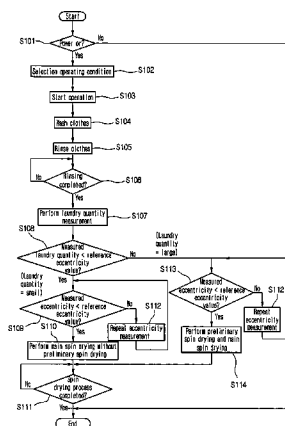 Start
S101
Power on?
No
Yes
Selection operating condition
S102
Start operation
S103
Wash clothes
S104
Rinse clothes
S105
Rinsing
completed?
No
S106
Yes
Perform laundry quantity
measurement
S107
S108
Measured
laundry quantity < reference
eccentricity
value?
No
(Laundry
quantity
= large)
(Laundry
quantity
= small)
Yes
S113
Measured
eccentricity < reference
eccentricity
value?
No
S112
Repeat
eccentricity
measurement
Yes
Measured
eccentricity < reference
eccentricity
value?
No
S112
S109
Yes
Repeat eccentricity
measurement
S110
Perform main spin drying without
preliminary spin drying
Perform preliminary
spin drying and main
spin drying
S114
Spin
drying process
completed?
No
S111
Yes
End